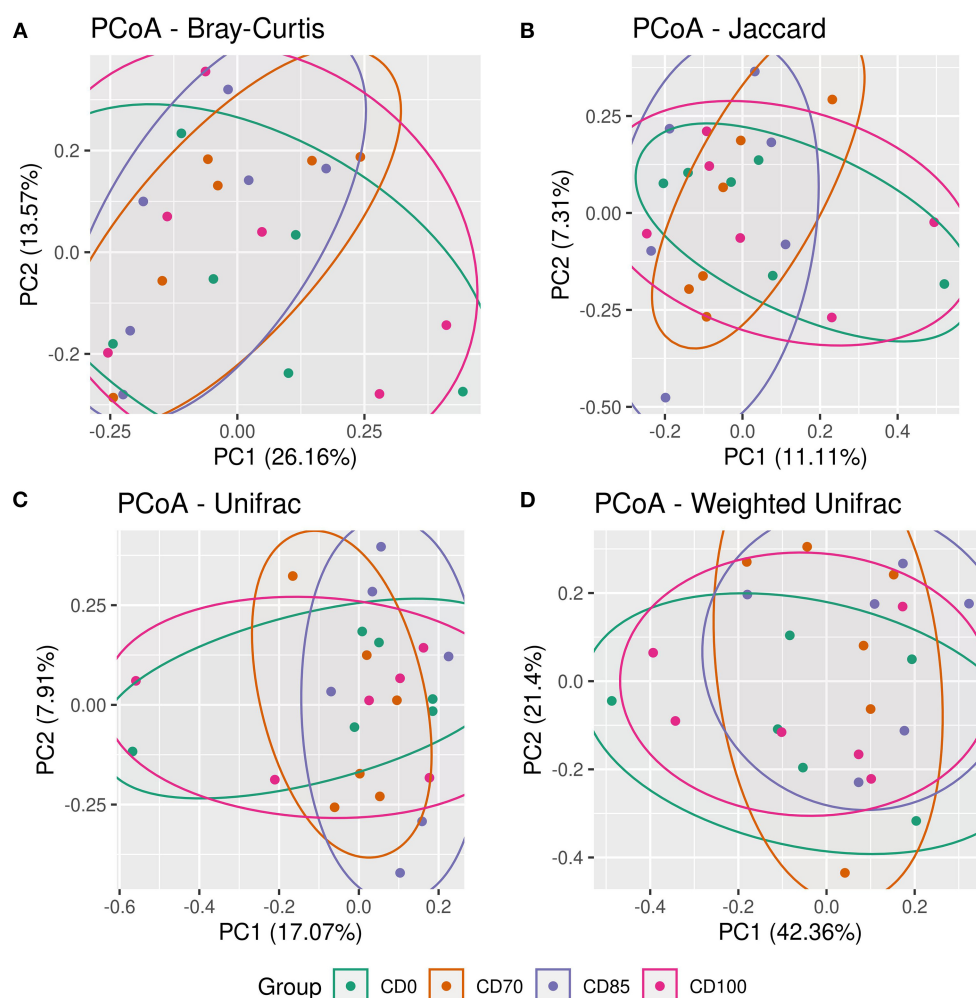 A PCoA - Bray-Curtis
0.2
0.0
-0.2
PC2 (13.57%)
-0.25 0.00 0.25
PC1 (26.16%)
B PCoA - Jaccard
0.25
0.00
-0.25
-0.50
PC2 (7.31%)
-0.2 0.0 0.2 0.4
PC1 (11.11%)
C PCoA - Unifrac
0.25
0.00
-0.25
PC2 (7.91%)
-0.6 -0.4 -0.2 0.0 0.2
PC1 (17.07%)
D PCoA - Weighted Unifrac
0.2
0.0
-0.2
-0.4
PC2 (21.4%)
-0.4 -0.2 0.0 0.2
PC1 (42.36%)
Group CD0 CD70 CD85 CD100